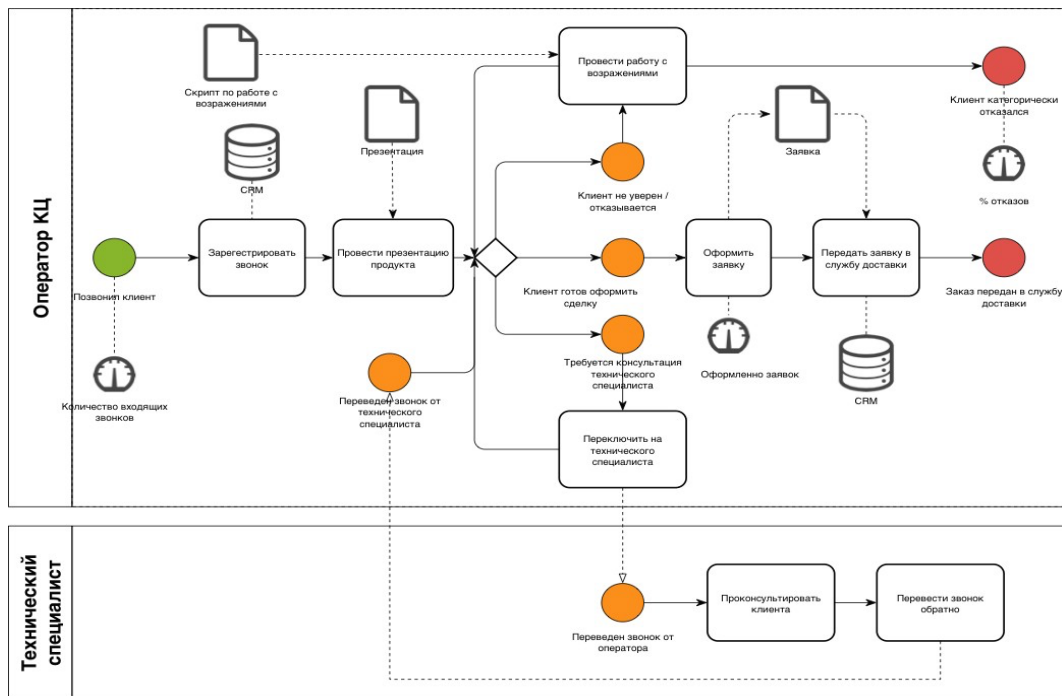 Оператор КЦ
Скрипт по работе с
возражениями
Презентация
CRM
Провести работу с
возражениями
Клиент категорически
отказался
Заявка
% отказов
Клиент не уверен /
отказывается
Позвонил клиент
Зарегестрировать
звонок
Провести презентацию
продукта
Клиент готов оформить
сделку
Оформить
заявку
Передать заявку в
службу доставки
Заказ передан в службу
доставки
Количество входящих
звонков
Переведен звонок от
технического
специалиста
Требуется консультация
технического
специалиста
Оформленно заявок
CRM
Переключить на
технического
специалиста
Технический
специалист
Переведен звонок от
оператора
Проконсультировать
клиента
Перевести звонок
обратно